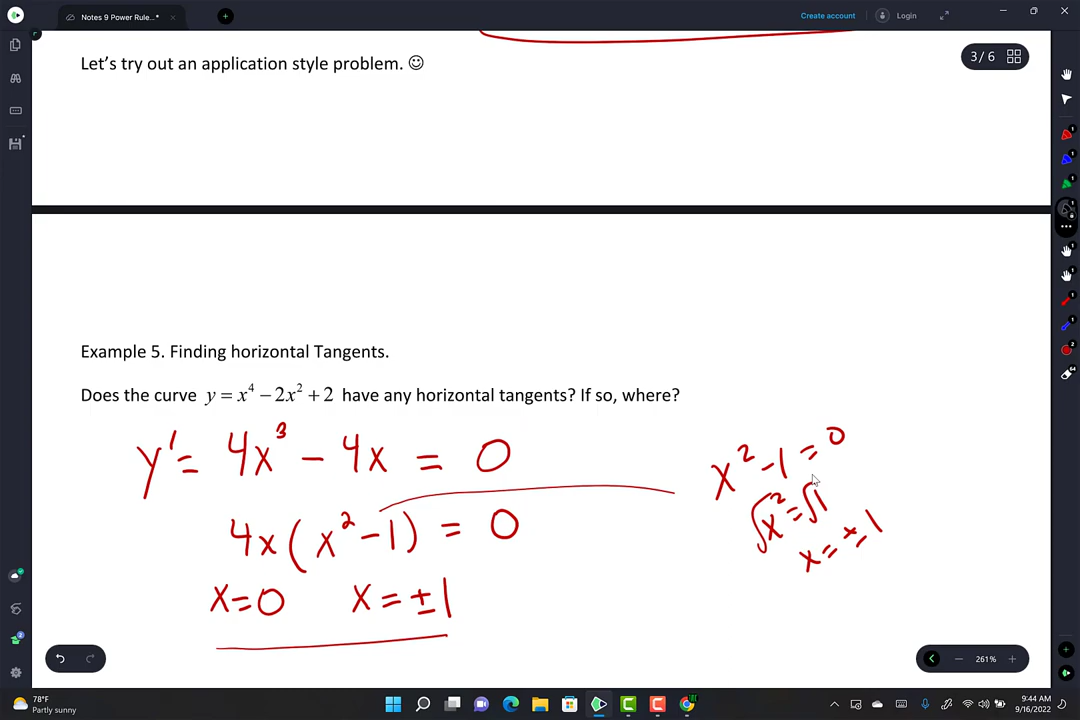 Notes 9 Power Rule...*
Create account
Login
Let's try out an application style problem. ☺
3 / 6
Example 5. Finding horizontal Tangents.
Does the curve y = x⁴ − 2x² + 2 have any horizontal tangents? If so, where?
y' = 4x³ − 4x = 0
4x(x² − 1) = 0
x = 0 x = ±1
x² − 1 = 0
√x² = √1
x = ±1
261%
78°F
Partly sunny
9:44 AM
9/16/2022